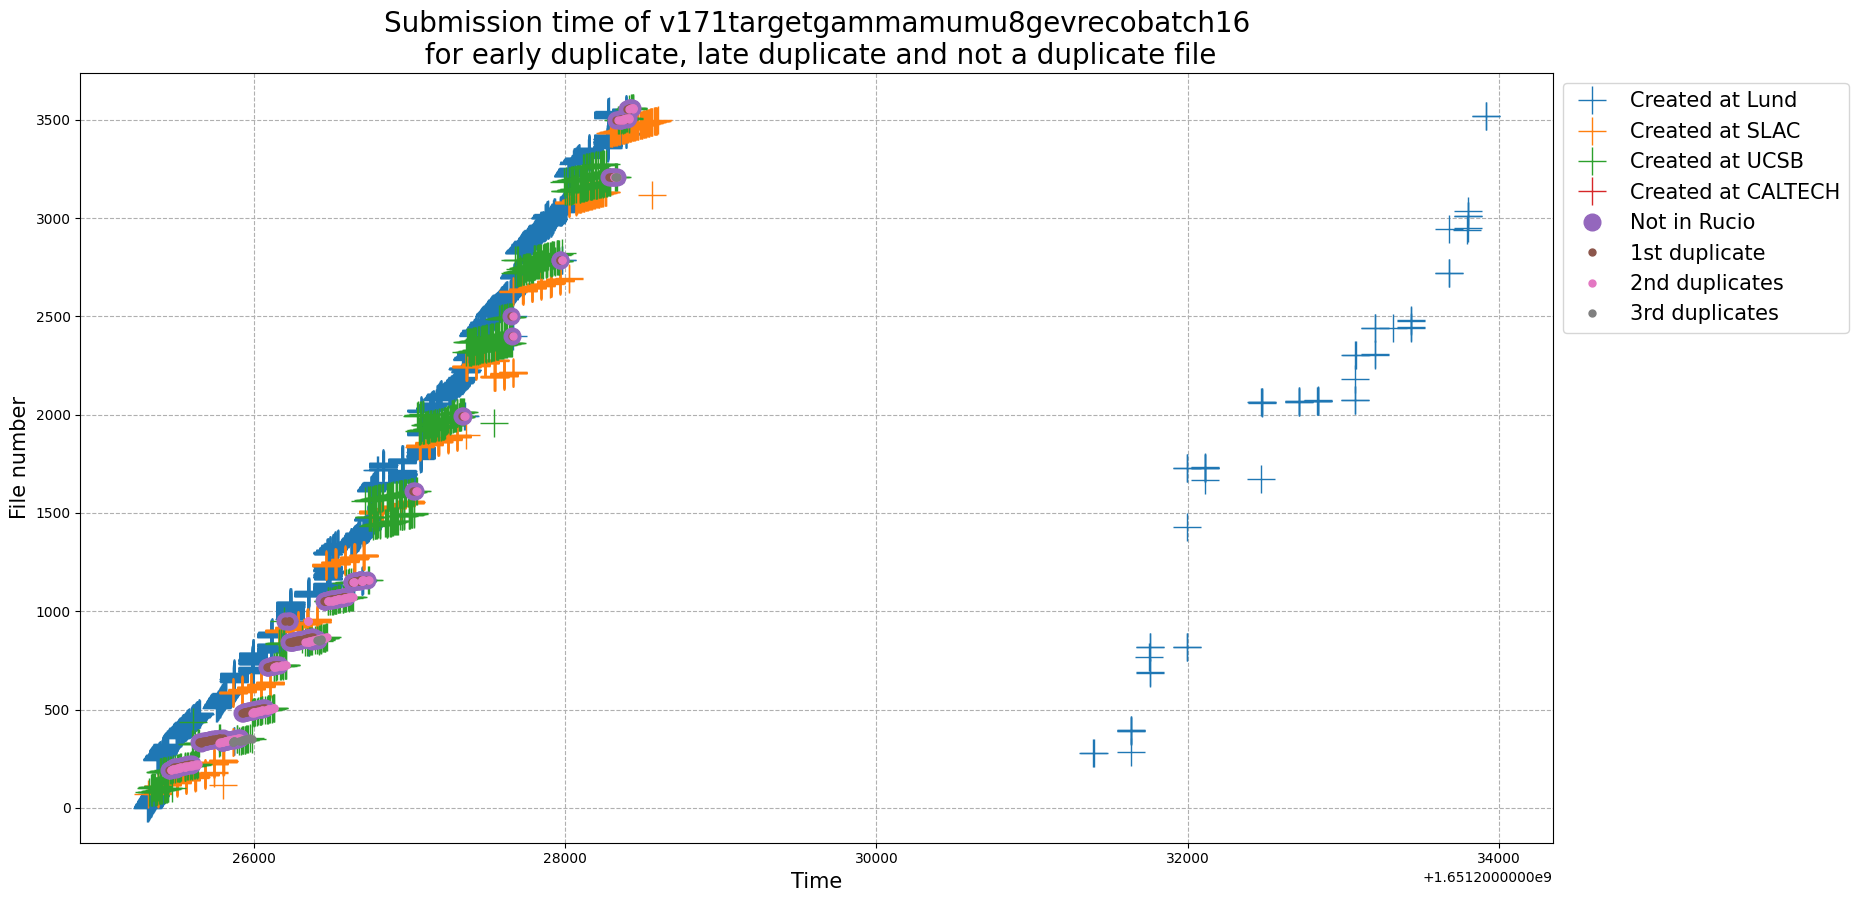 Submission time of v171targetgammamumu8gevrecobatch16
for early duplicate, late duplicate and not a duplicate file
File number
3500
3000
2500
2000
1500
1000
500
0
26000
28000
30000
32000
34000
+1.6512000000e9
Time
Created at Lund
Created at SLAC
Created at UCSB
Created at CALTECH
Not in Rucio
1st duplicate
2nd duplicates
3rd duplicates